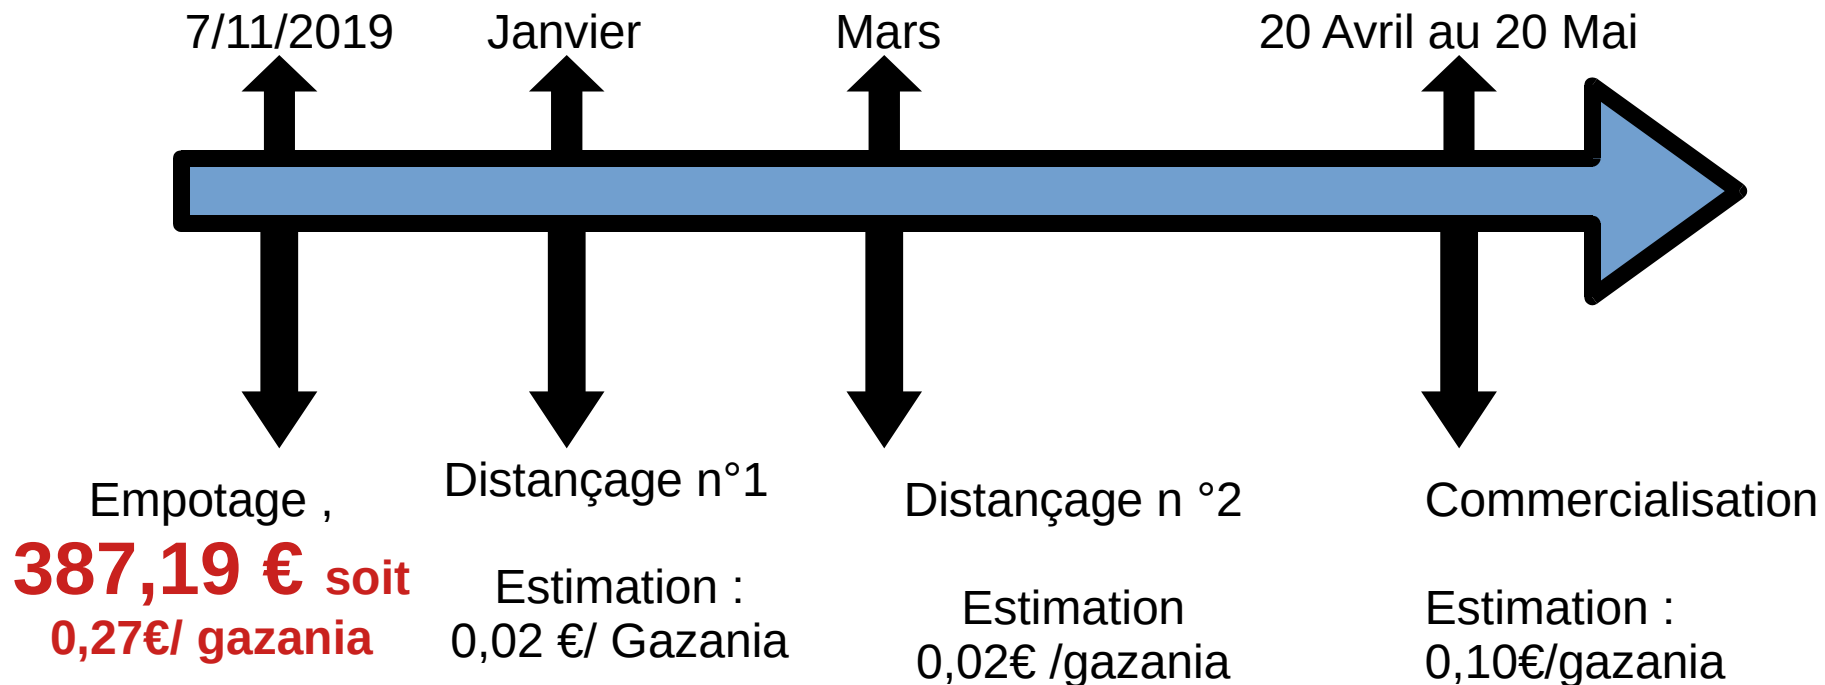 7/11/2019
Janvier
Mars
20 Avril au 20 Mai
Empotage ,
387,19 € soit
0,27€/ gazania
Distançage n°1
Estimation :
0,02 €/ Gazania
Distançage n °2
Estimation
0,02€ /gazania
Commercialisation
Estimation :
0,10€/gazania